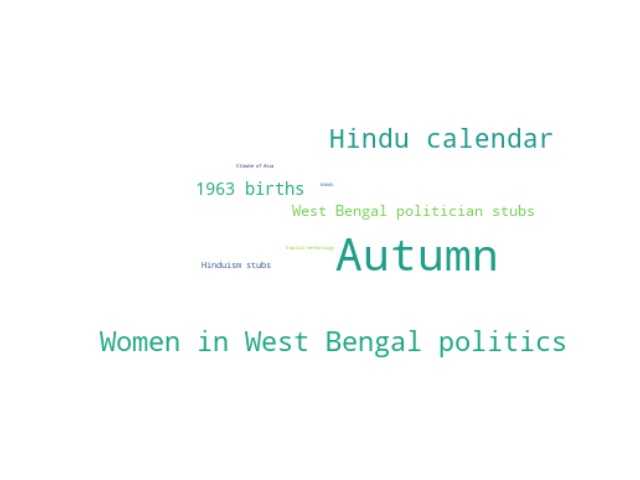 Hindu calendar
Climate of Asia
1963 births
Winds
West Bengal politician stubs
Autumn
Tropical meteorology
Hinduism stubs
Women in West Bengal politics